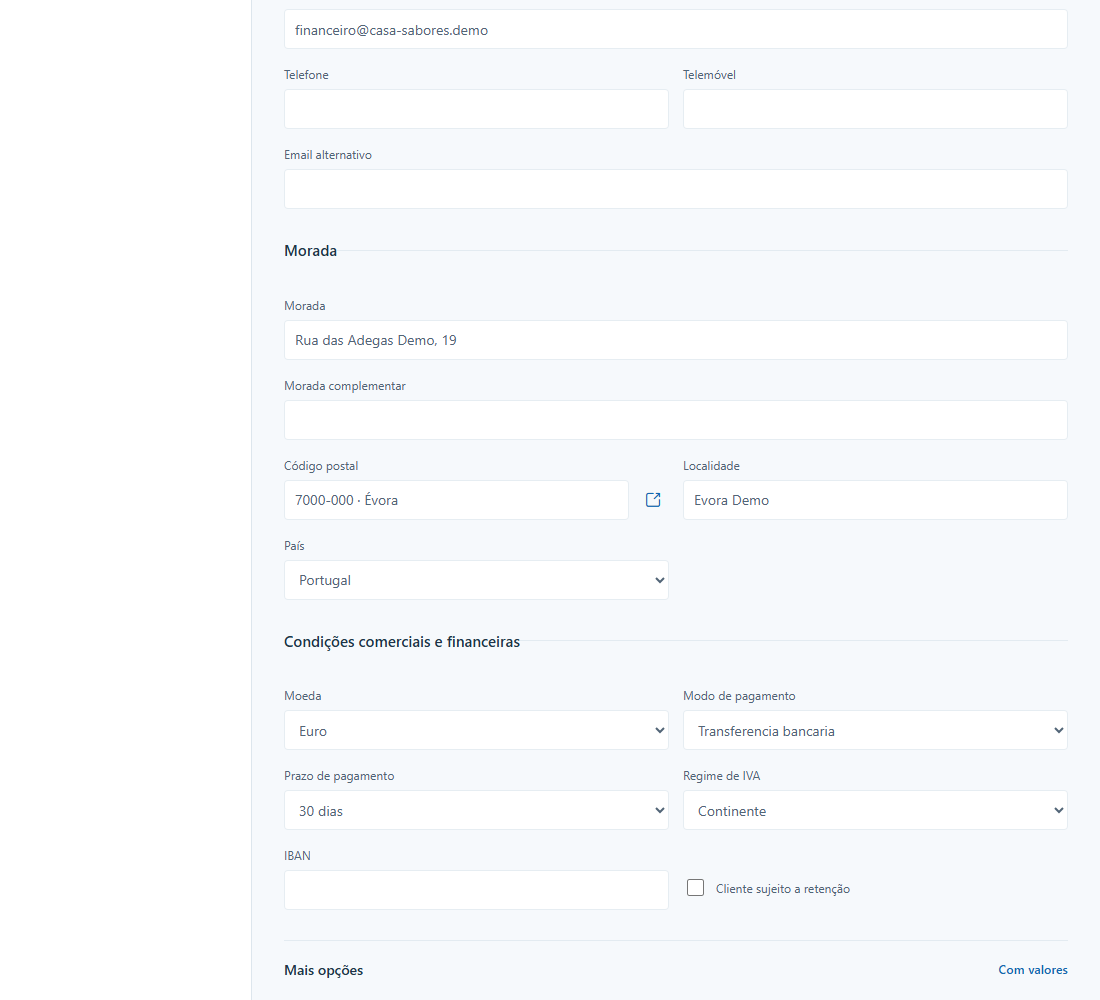 financeiro@casa-sabores.demo
Telefone Telemóvel
Email alternativo
Morada
Morada
Rua das Adegas Demo, 19
Morada complementar
Código postal Localidade
7000-000 · Évora Evora Demo
País
Portugal
Condições comerciais e financeiras
Moeda Modo de pagamento
Euro Transferencia bancaria
Prazo de pagamento Regime de IVA
30 dias Continente
IBAN
Cliente sujeito a retenção
Mais opções Com valores